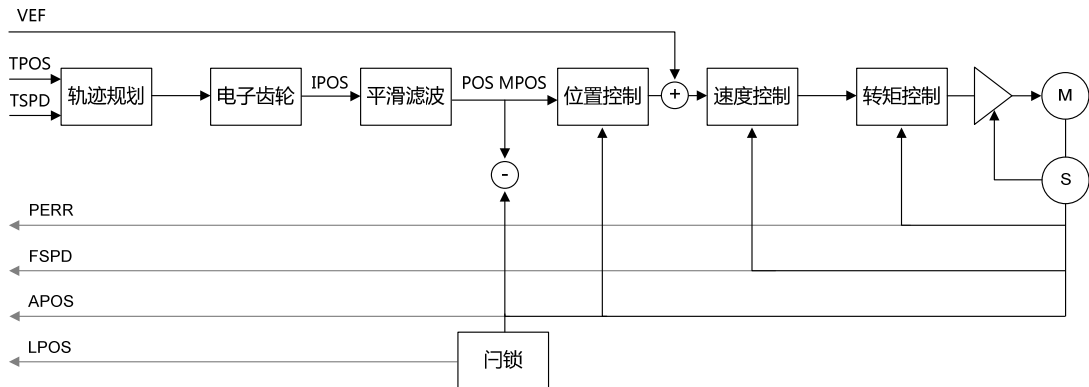 VEF
TPOS
TSPD
轨迹规划
电子齿轮
IPOS
平滑滤波
POS MPOS
位置控制
+
速度控制
转矩控制
M
S
-
PERR
FSPD
APOS
LPOS
闩锁